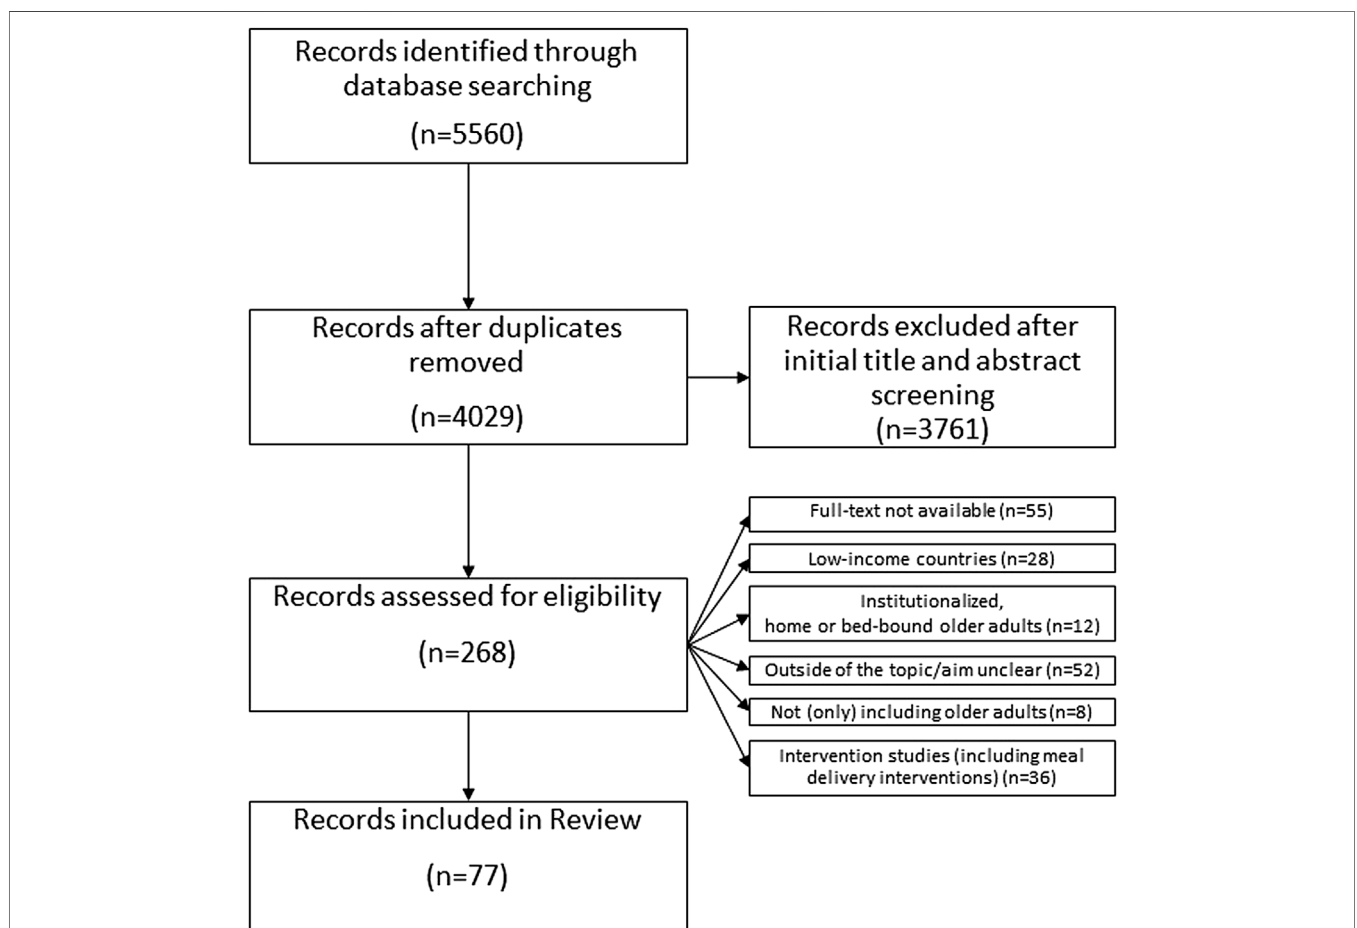 Records identified through
database searching
(n=5560)
Records after duplicates
removed
(n=4029)
Records excluded after
initial title and abstract
screening
(n=3761)
Full-text not available (n=55)
Low-income countries (n=28)
Institutionalized,
home or bed-bound older adults (n=12)
Outside of the topic/aim unclear (n=52)
Not (only) including older adults (n=8)
Intervention studies (including meal
delivery interventions) (n=36)
Records assessed for eligibility
(n=268)
Records included in Review
(n=77)